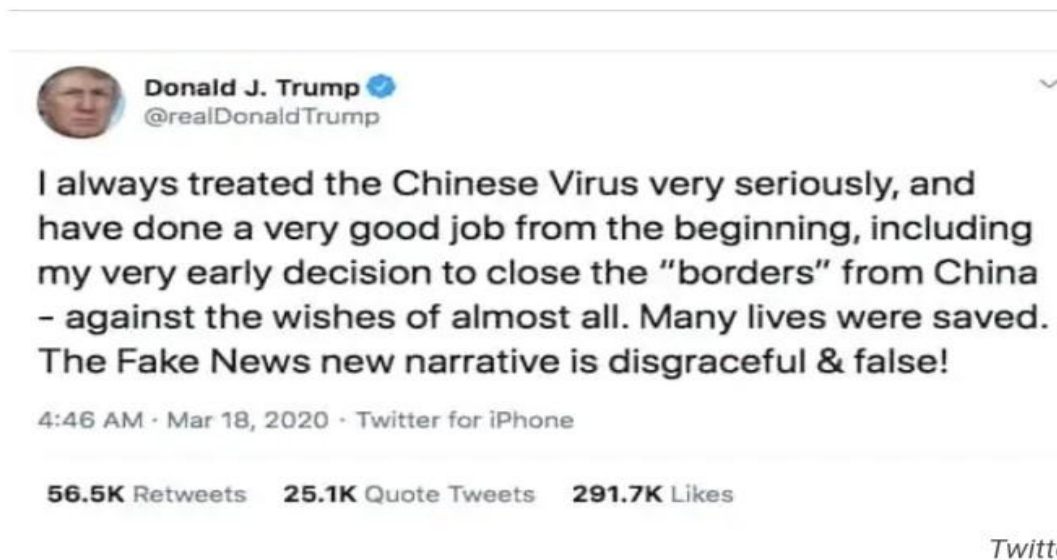 Donald J. Trump
@realDonaldTrump
I always treated the Chinese Virus very seriously, and
have done a very good job from the beginning, including
my very early decision to close the “borders” from China
– against the wishes of almost all. Many lives were saved.
The Fake News new narrative is disgraceful & false!
4:46 AM · Mar 18, 2020 · Twitter for iPhone
56.5K Retweets 25.1K Quote Tweets 291.7K Likes